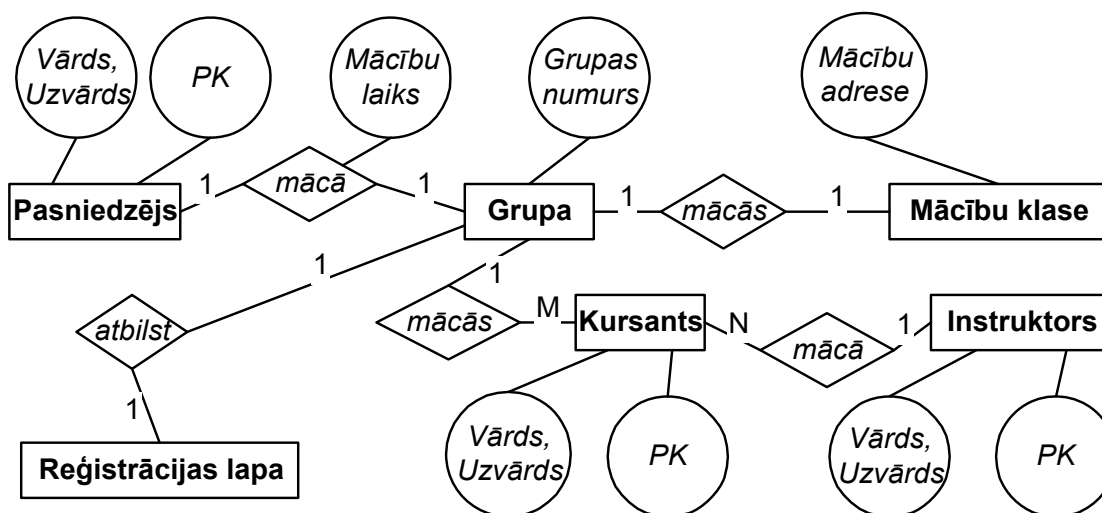 Vārds,
Uzvārds
PK
Mācību
laiks
Grupas
numurs
Mācību
adrese
Pasniedzējs
1
mācā
1
Grupa
1
mācās
1
Mācību klase
1
atbilst
1
Reģistrācijas lapa
1
mācās
M
Kursants
N
mācā
1
Instruktors
Vārds,
Uzvārds
PK
Vārds,
Uzvārds
PK